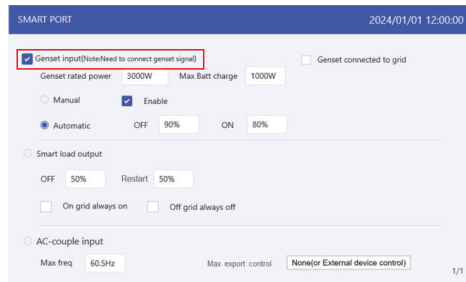 SMART PORT 2024/01/01 12:00:00
Genset input(Note:Need to connect genset signal) Genset connected to grid
Genset rated power 3000W Max Batt charge 1000W
Manual Enable
Automatic OFF 90% ON 80%
Smart load output
OFF 50% Restart 50%
On grid always on Off grid always off
AC-couple input
Max freq 60.5Hz Max export control None(or External device control)
1/1